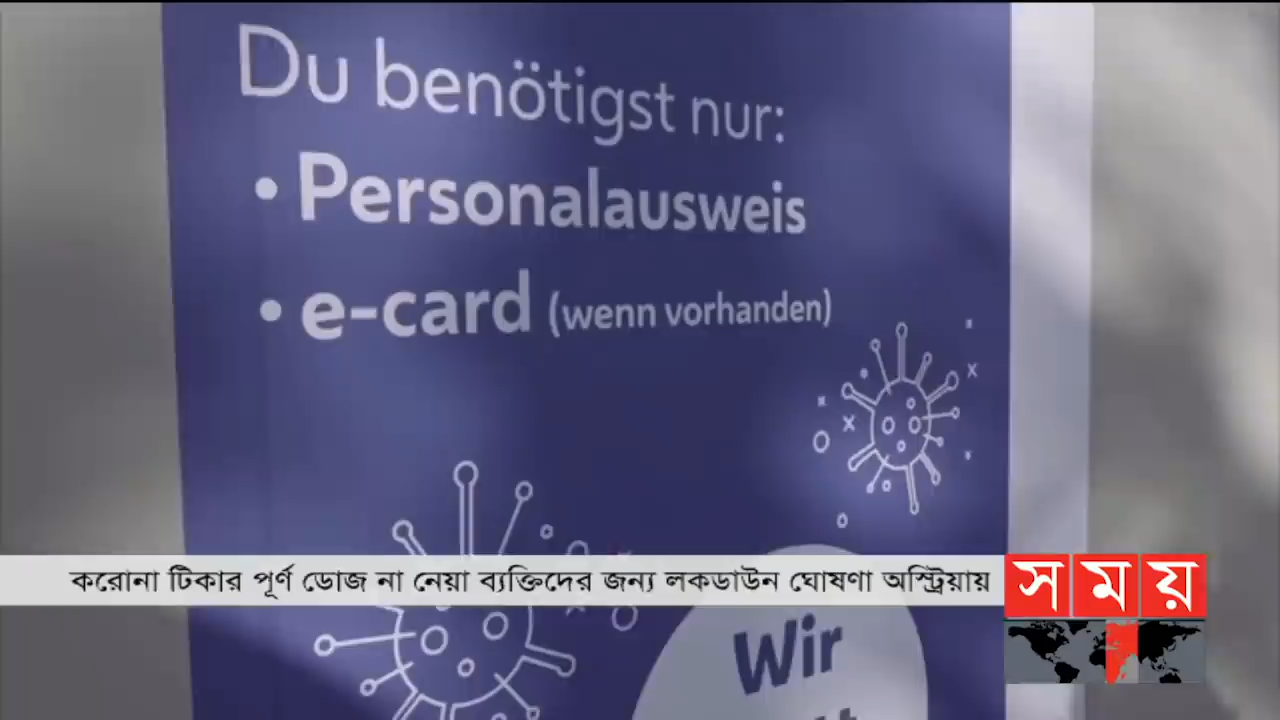 Du benötigst nur:
• Personalausweis
• e-card (wenn vorhanden)
করোনা টিকার পূর্ণ ডোজ না নেয়া ব্যক্তিদের জন্য লকডাউন ঘোষণা অস্ট্রিয়ায়
সময়
Wir